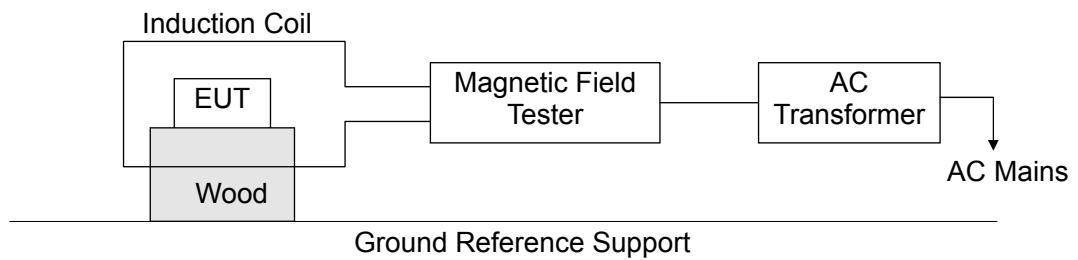 Induction Coil
EUT
Wood
Magnetic Field
Tester
AC
Transformer
AC Mains
Ground Reference Support